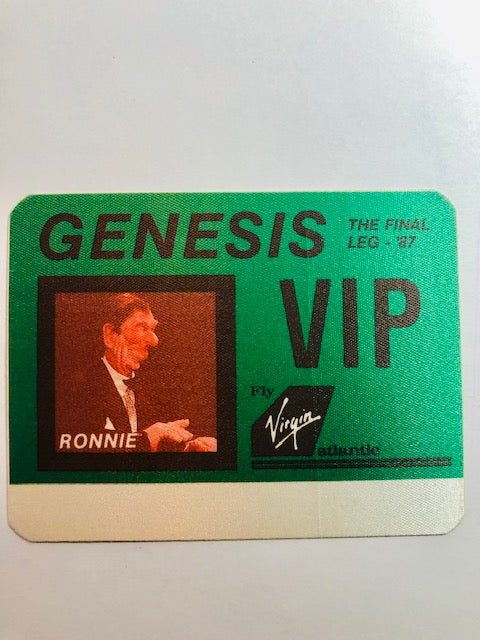 GENESIS
THE FINAL
LEG - '87
VIP
RONNIE
Fly
Virgin
atlantic